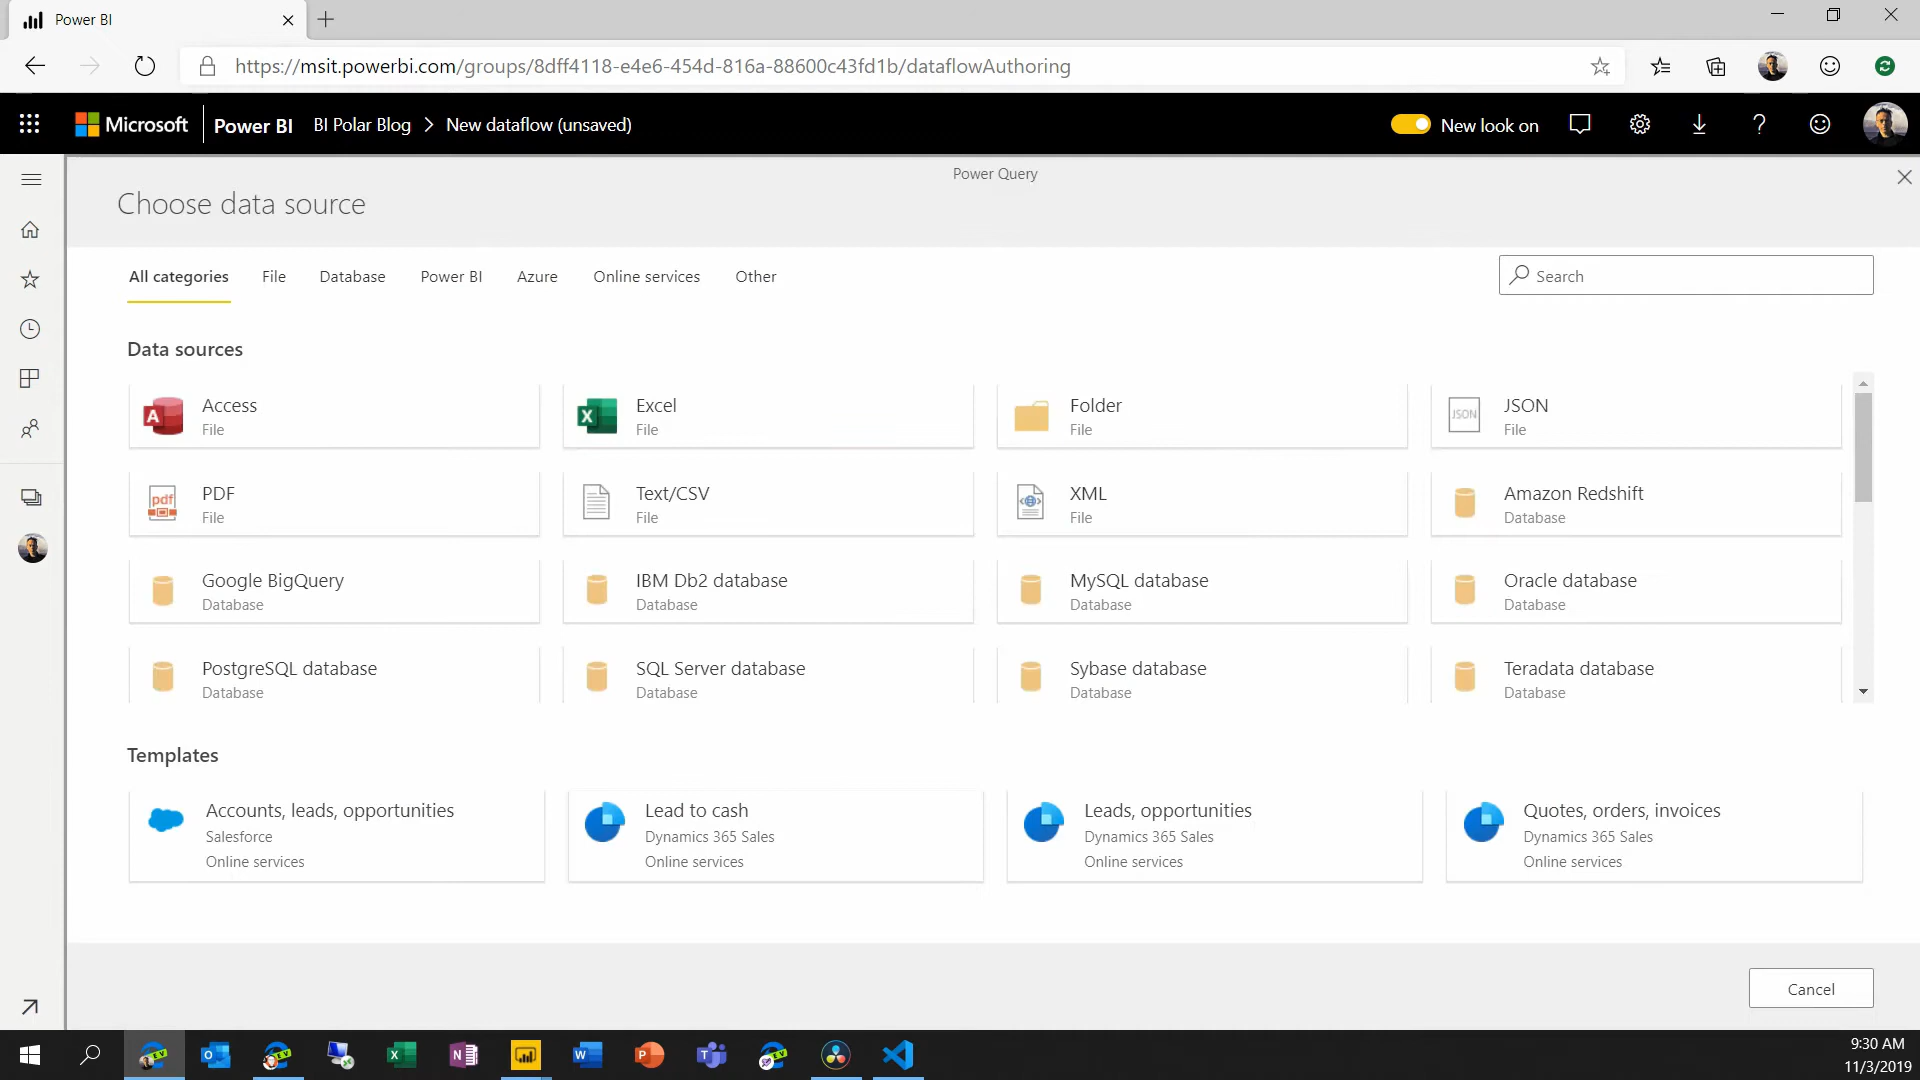 Power BI
https://msit.powerbi.com/groups/8dff4118-e4e6-454d-816a-88600c43fd1b/dataflowAuthoring
Microsoft Power BI BI Polar Blog > New dataflow (unsaved) New look on
Power Query
Choose data source
All categories File Database Power BI Azure Online services Other Search
Data sources
Access
File
Excel
File
Folder
File
JSON
JSON
File
pdf
PDF
File
Text/CSV
File
XML
File
Amazon Redshift
Database
Google BigQuery
Database
IBM Db2 database
Database
MySQL database
Database
Oracle database
Database
PostgreSQL database
Database
SQL Server database
Database
Sybase database
Database
Teradata database
Database
Templates
Accounts, leads, opportunities
Salesforce
Online services
Lead to cash
Dynamics 365 Sales
Online services
Leads, opportunities
Dynamics 365 Sales
Online services
Quotes, orders, invoices
Dynamics 365 Sales
Online services
Cancel
9:30 AM
11/3/2019